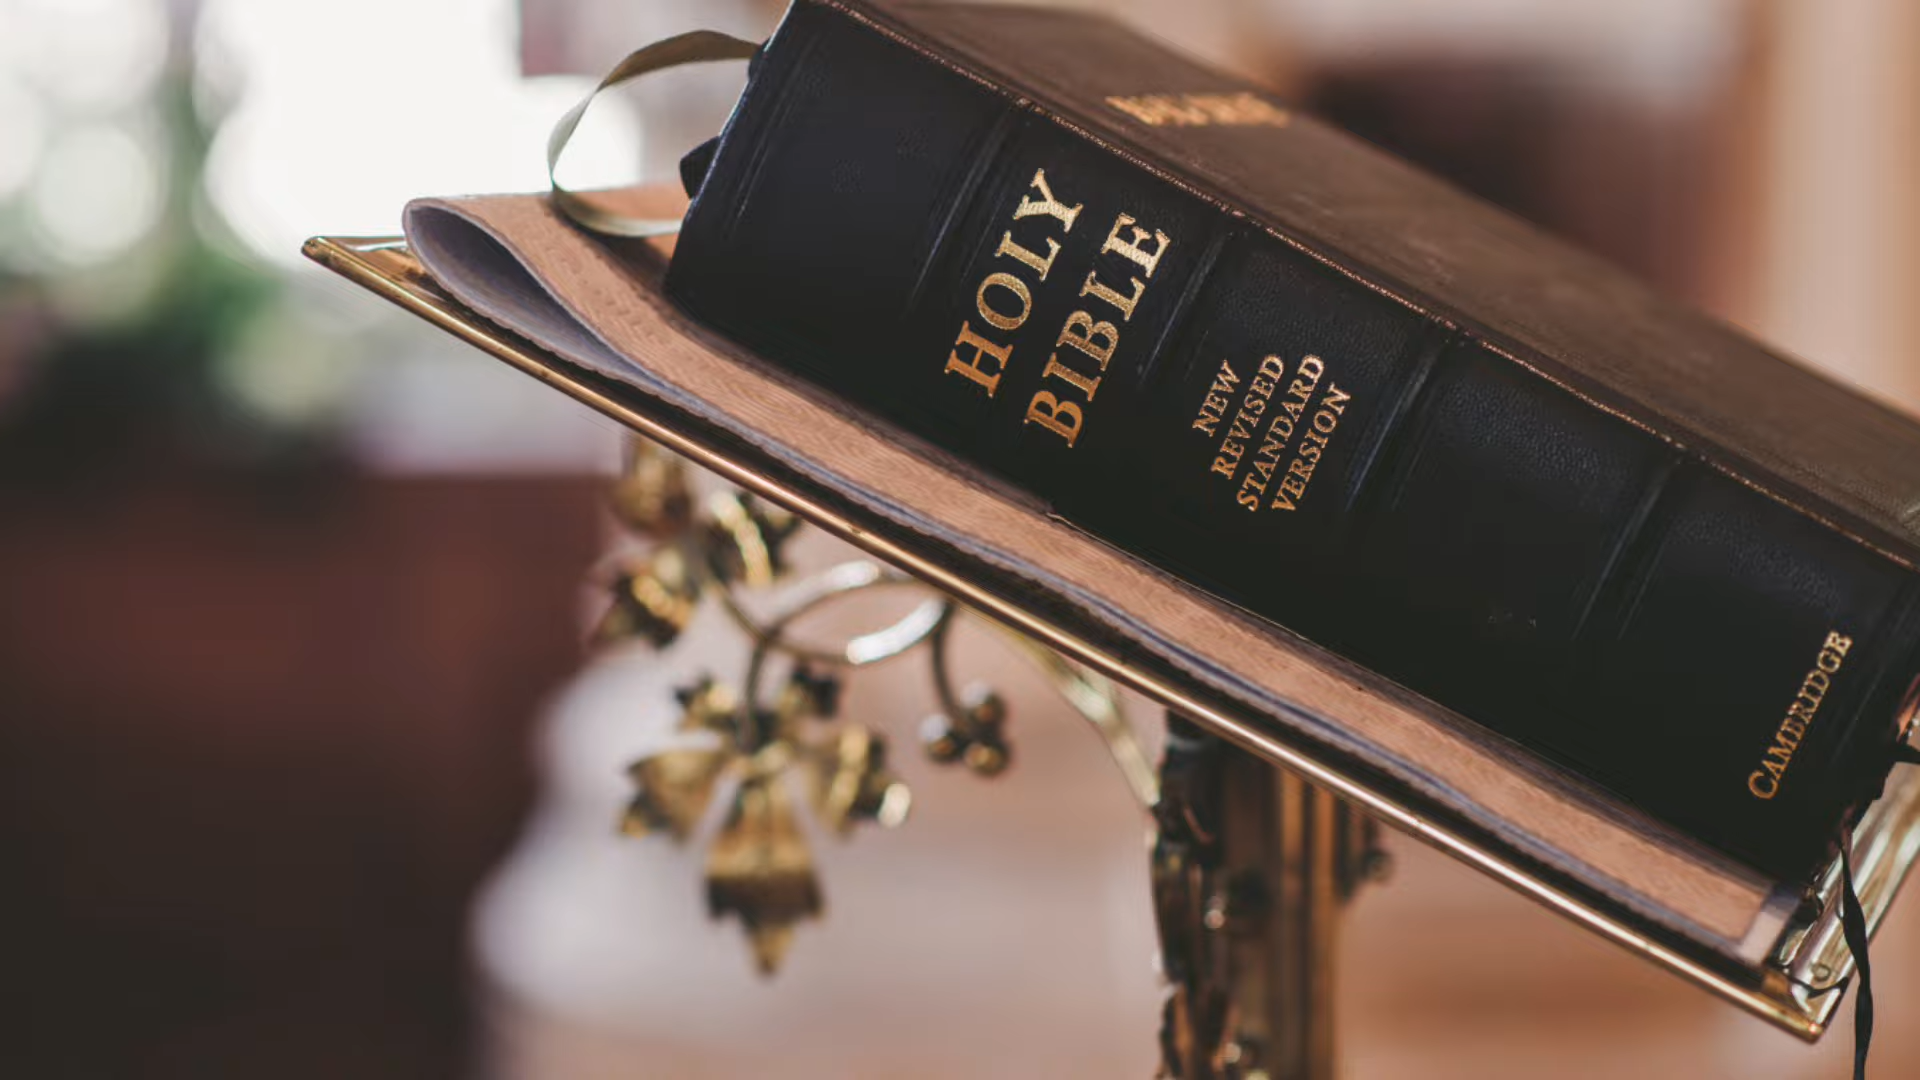 HOLY
BIBLE
NEW
REVISED
STANDARD
VERSION
CAMBRIDGE